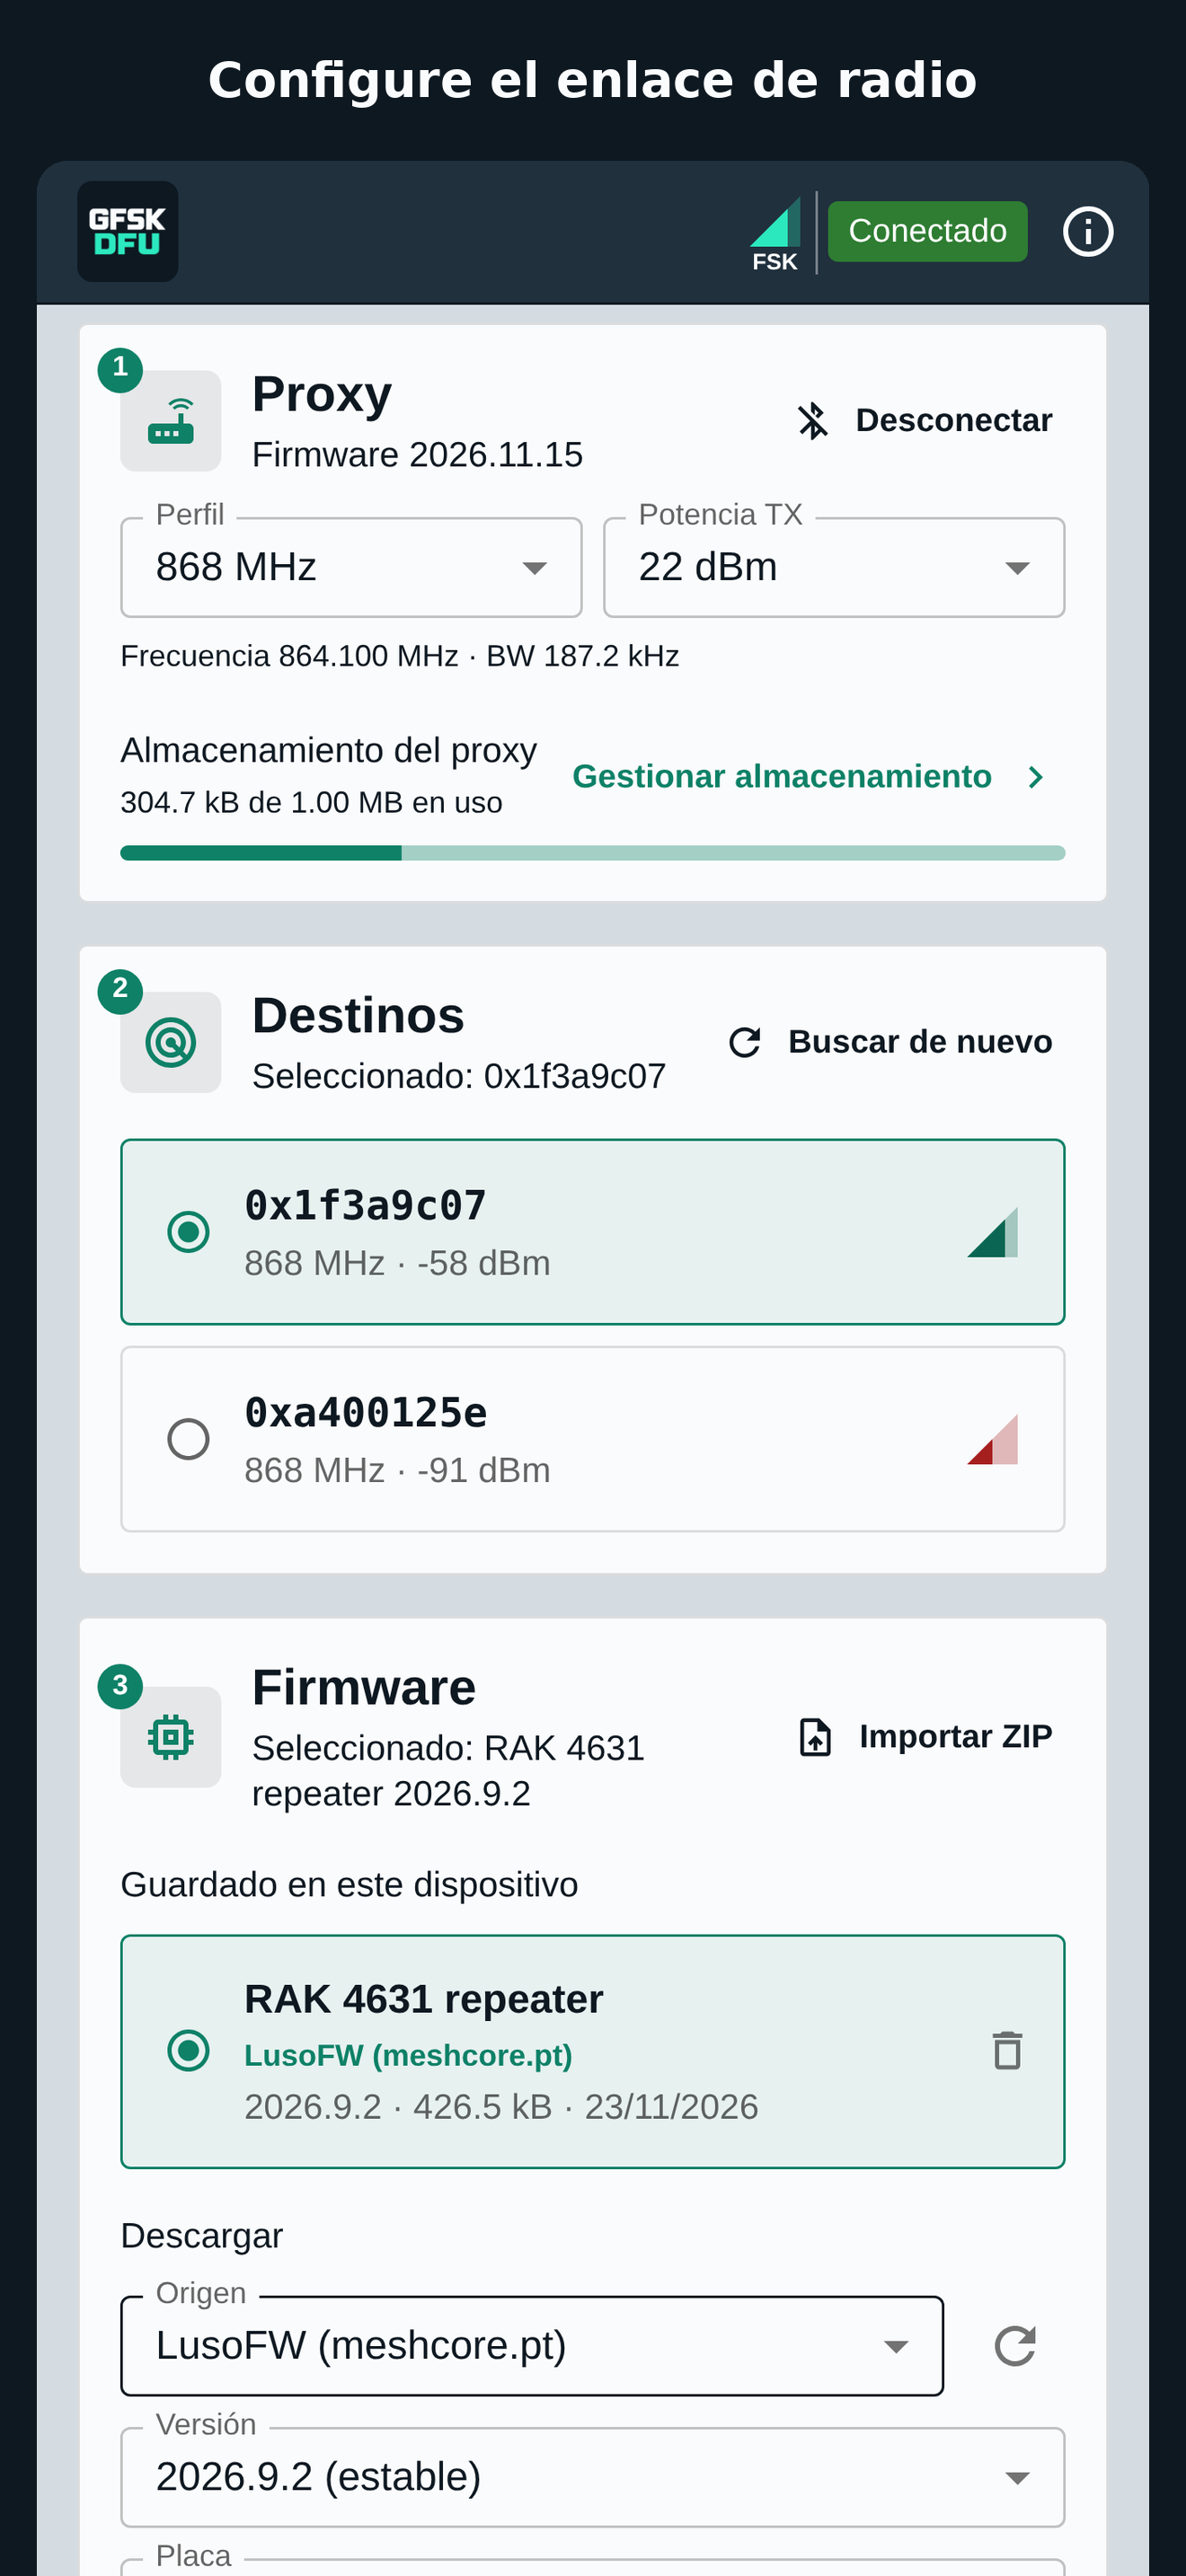 Configure el enlace de radio
GFSK
DFU
FSK
Conectado
1
Proxy
Firmware 2026.11.15
Desconectar
Perfil
868 MHz
Potencia TX
22 dBm
Frecuencia 864.100 MHz · BW 187.2 kHz
Almacenamiento del proxy
304.7 kB de 1.00 MB en uso
Gestionar almacenamiento
2
Destinos
Seleccionado: 0x1f3a9c07
Buscar de nuevo
0x1f3a9c07
868 MHz · -58 dBm
0xa400125e
868 MHz · -91 dBm
3
Firmware
Seleccionado: RAK 4631
repeater 2026.9.2
Importar ZIP
Guardado en este dispositivo
RAK 4631 repeater
LusoFW (meshcore.pt)
2026.9.2 · 426.5 kB · 23/11/2026
Descargar
Origen
LusoFW (meshcore.pt)
Versión
2026.9.2 (estable)
Placa